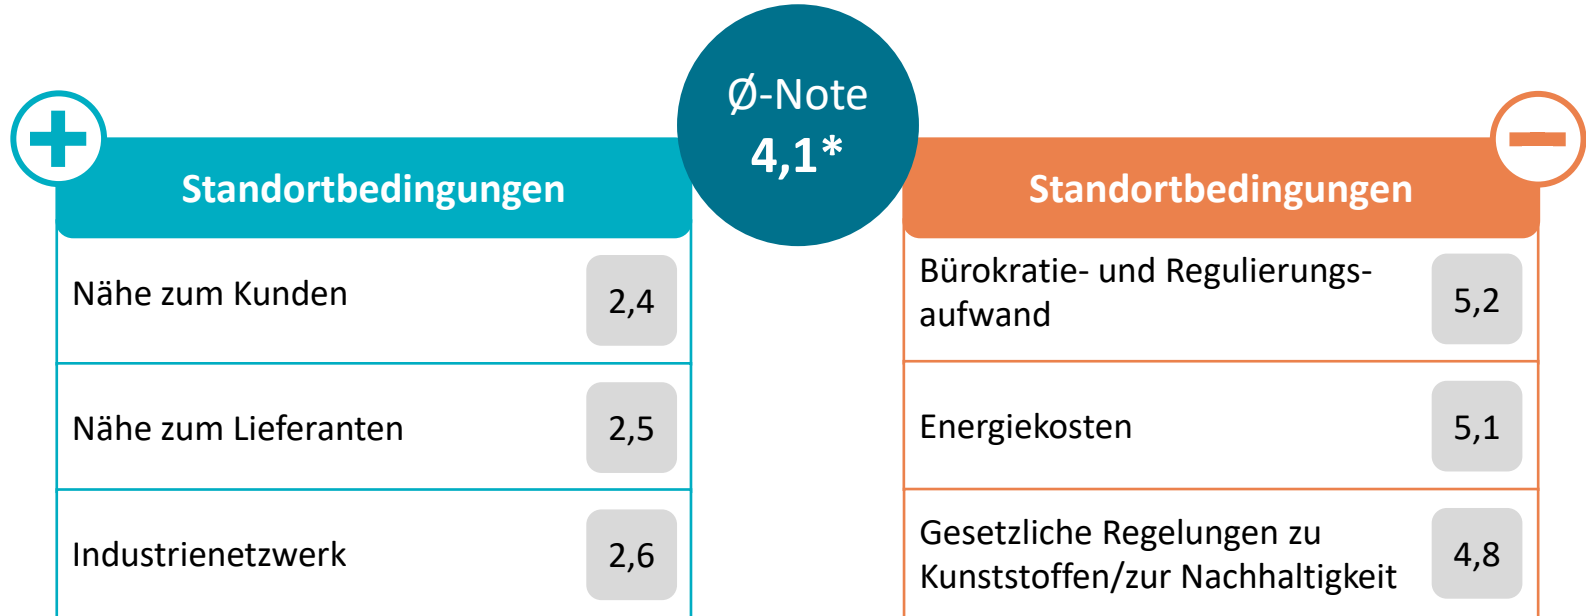 Ø-Note
4,1*
Standortbedingungen
Nähe zum Kunden
2,4
Nähe zum Lieferanten
2,5
Industrienetzwerk
2,6
Standortbedingungen
Bürokratie- und Regulierungs-
aufwand
5,2
Energiekosten
5,1
Gesetzliche Regelungen zu
Kunststoffen/zur Nachhaltigkeit
4,8